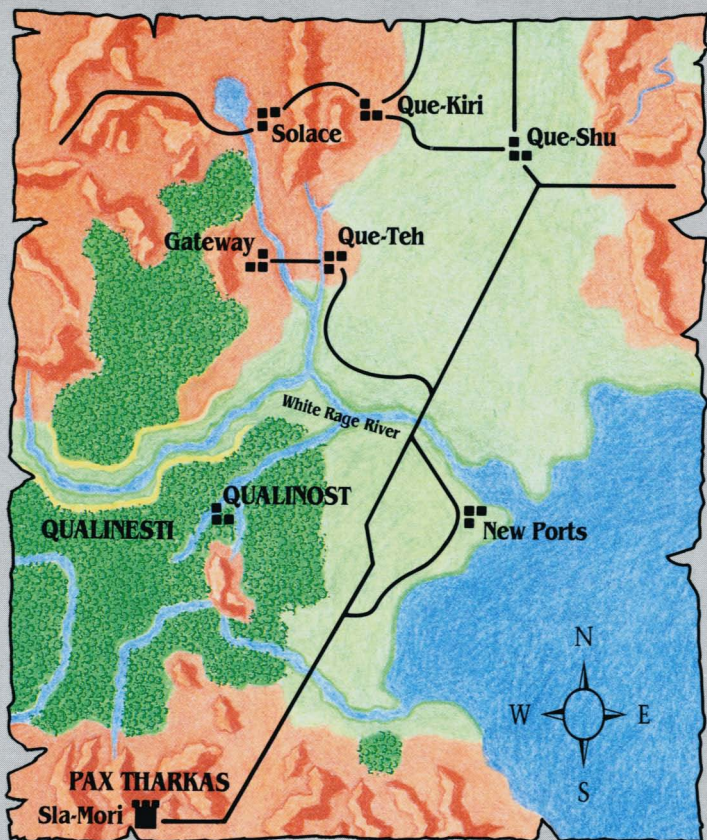 Que-Kiri
Solace
Que-Shu
Gateway
Que-Teh
White Rage River
QUALINOST
QUALINESTI
New Ports
N
W
E
S
PAX THARKAS
Sla-Mori